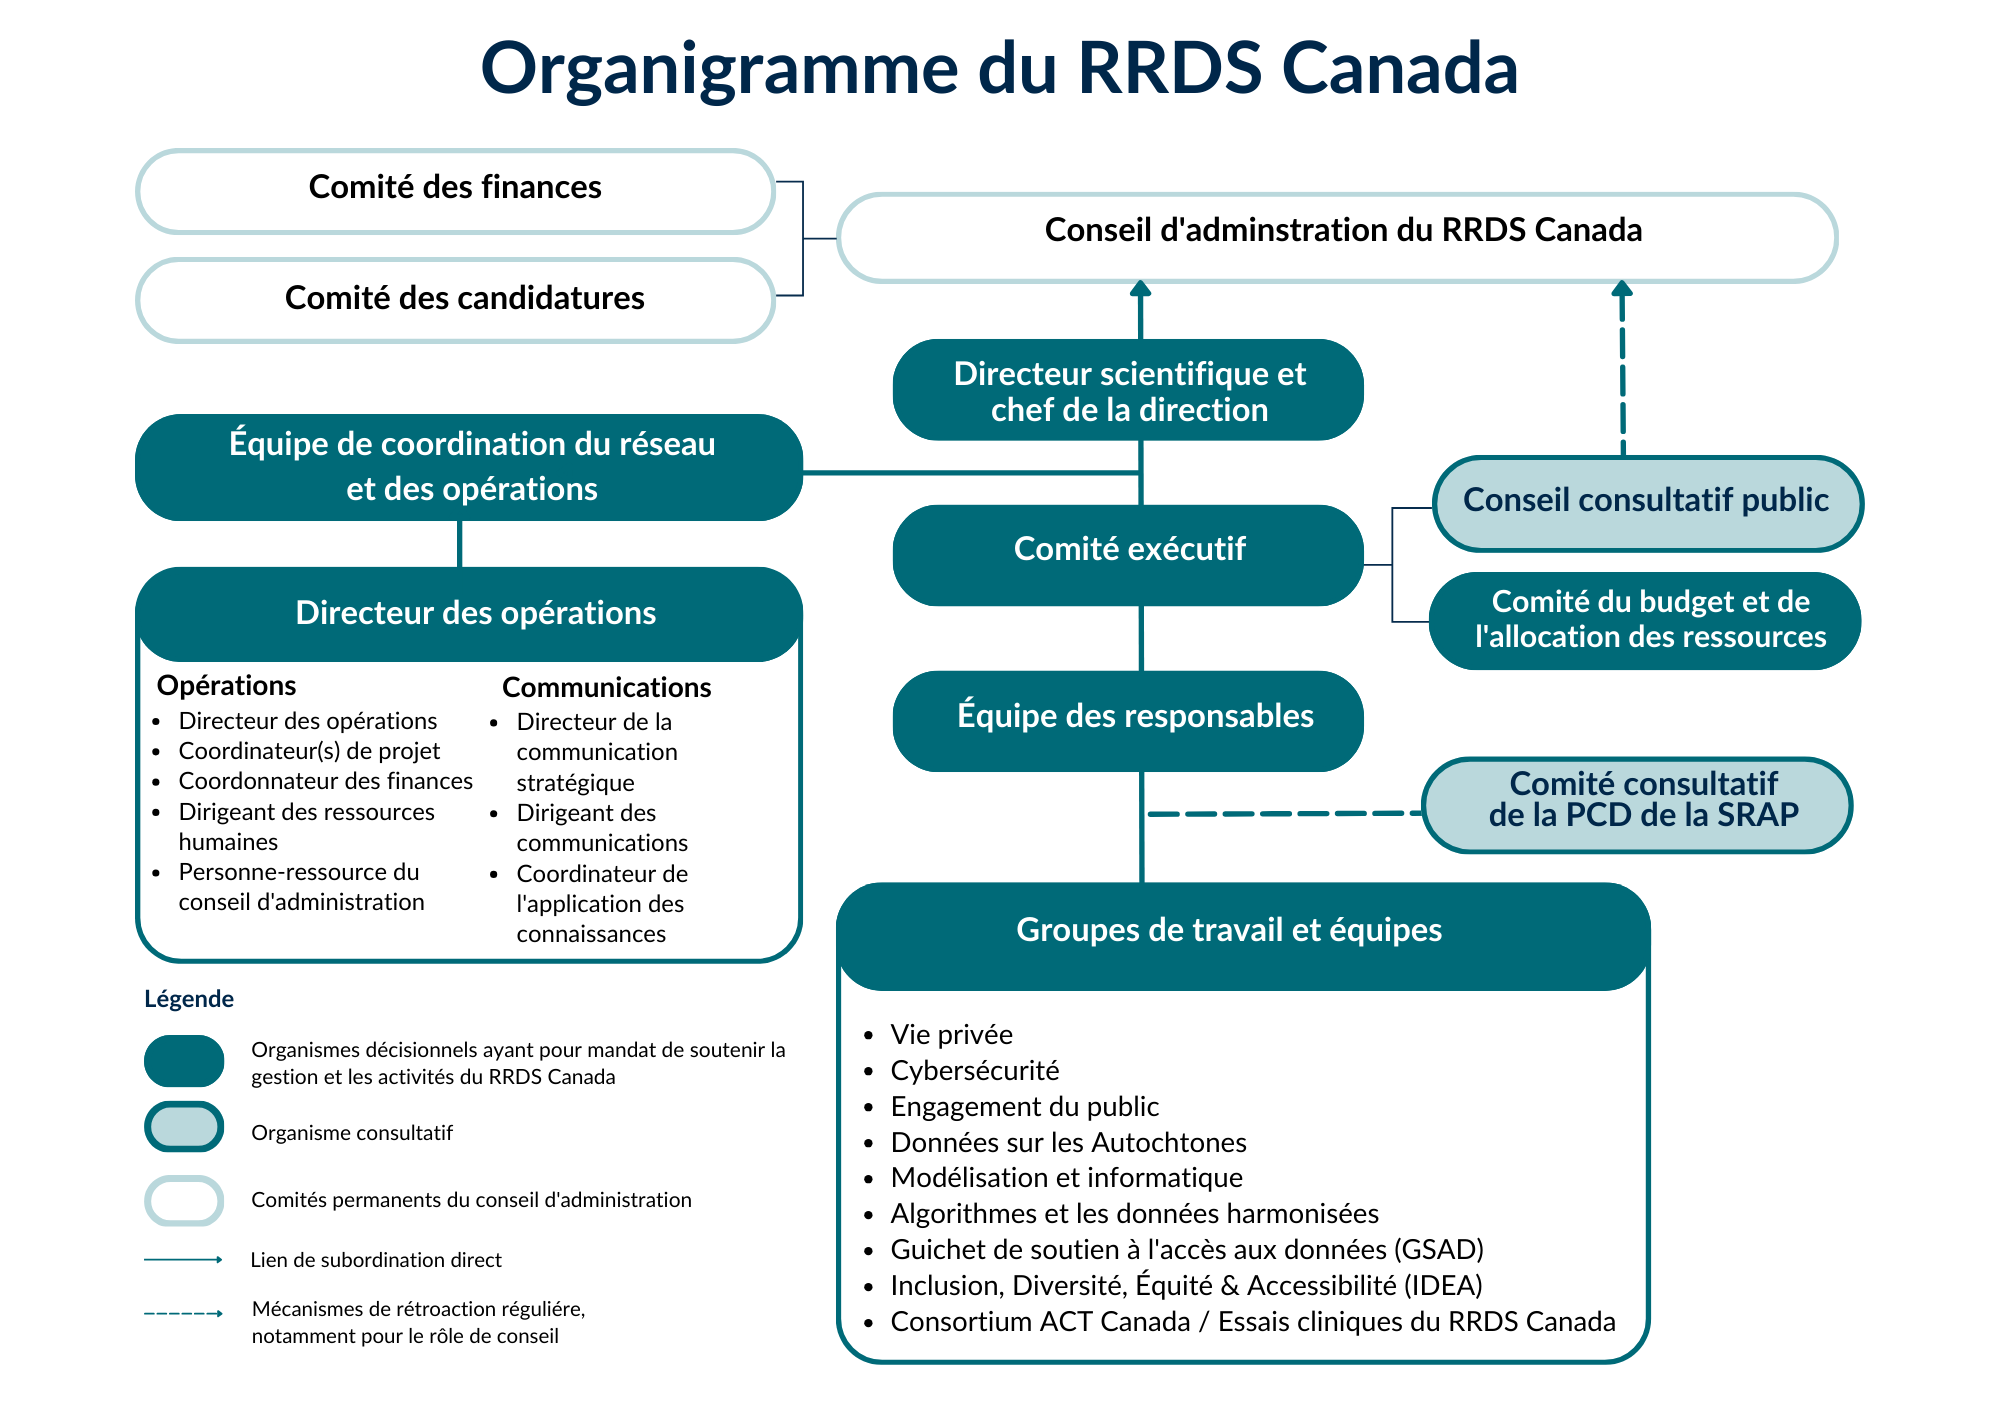 Organigramme du RRDS Canada
Comité des finances
Comité des candidatures
Conseil d'adminstration du RRDS Canada
Directeur scientifique et
chef de la direction
Équipe de coordination du réseau
et des opérations
Comité exécutif
Conseil consultatif public
Comité du budget et de
l'allocation des ressources
Directeur des opérations
Opérations
• Directeur des opérations
• Coordinateur(s) de projet
• Coordonnateur des finances
• Dirigeant des ressources
humaines
• Personne-ressource du
conseil d'administration
Communications
• Directeur de la
communication
stratégique
• Dirigeant des
communications
• Coordinateur de
l'application des
connaissances
Équipe des responsables
Comité consultatif
de la PCD de la SRAP
Groupes de travail et équipes
• Vie privée
• Cybersécurité
• Engagement du public
• Données sur les Autochtones
• Modélisation et informatique
• Algorithmes et les données harmonisées
• Guichet de soutien à l'accès aux données (GSAD)
• Inclusion, Diversité, Équité & Accessibilité (IDEA)
• Consortium ACT Canada / Essais cliniques du RRDS Canada
Légende
Organismes décisionnels ayant pour mandat de soutenir la
gestion et les activités du RRDS Canada
Organisme consultatif
Comités permanents du conseil d'administration
Lien de subordination direct
Mécanismes de rétroaction réguliére,
notamment pour le rôle de conseil